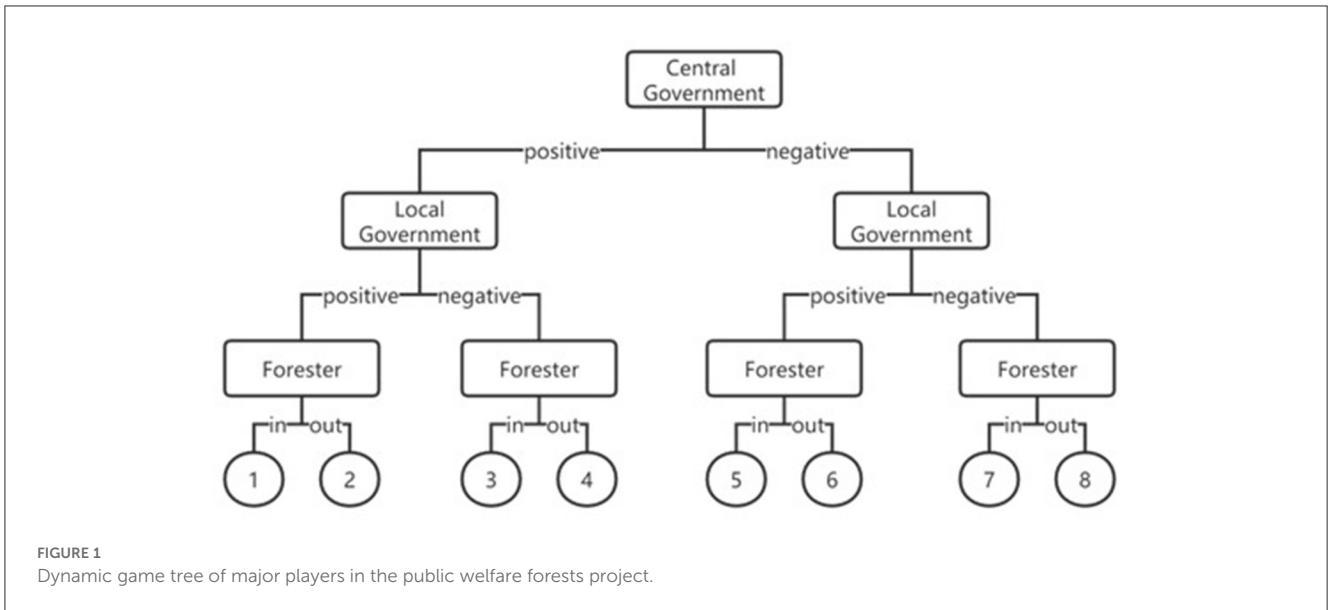 Central
Government
positive negative
Local
Government
Local
Government
positive negative
positive negative
Forester
Forester
Forester
Forester
in out
in out
in out
in out
1 2 3 4 5 6 7 8
FIGURE 1
Dynamic game tree of major players in the public welfare forests project.